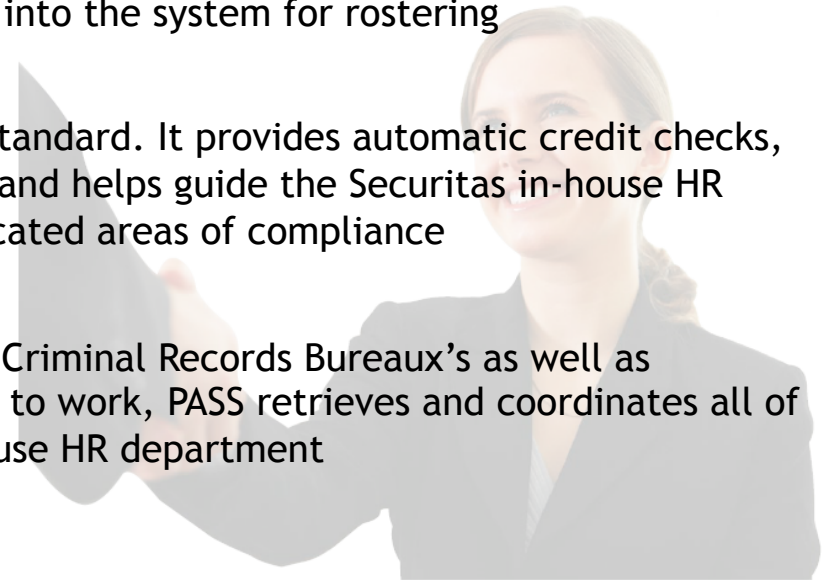 into the system for rostering
tandard. It provides automatic credit checks,
and helps guide the Securitas in-house HR
cated areas of compliance
Criminal Records Bureaux’s as well as
to work, PASS retrieves and coordinates all of
use HR department